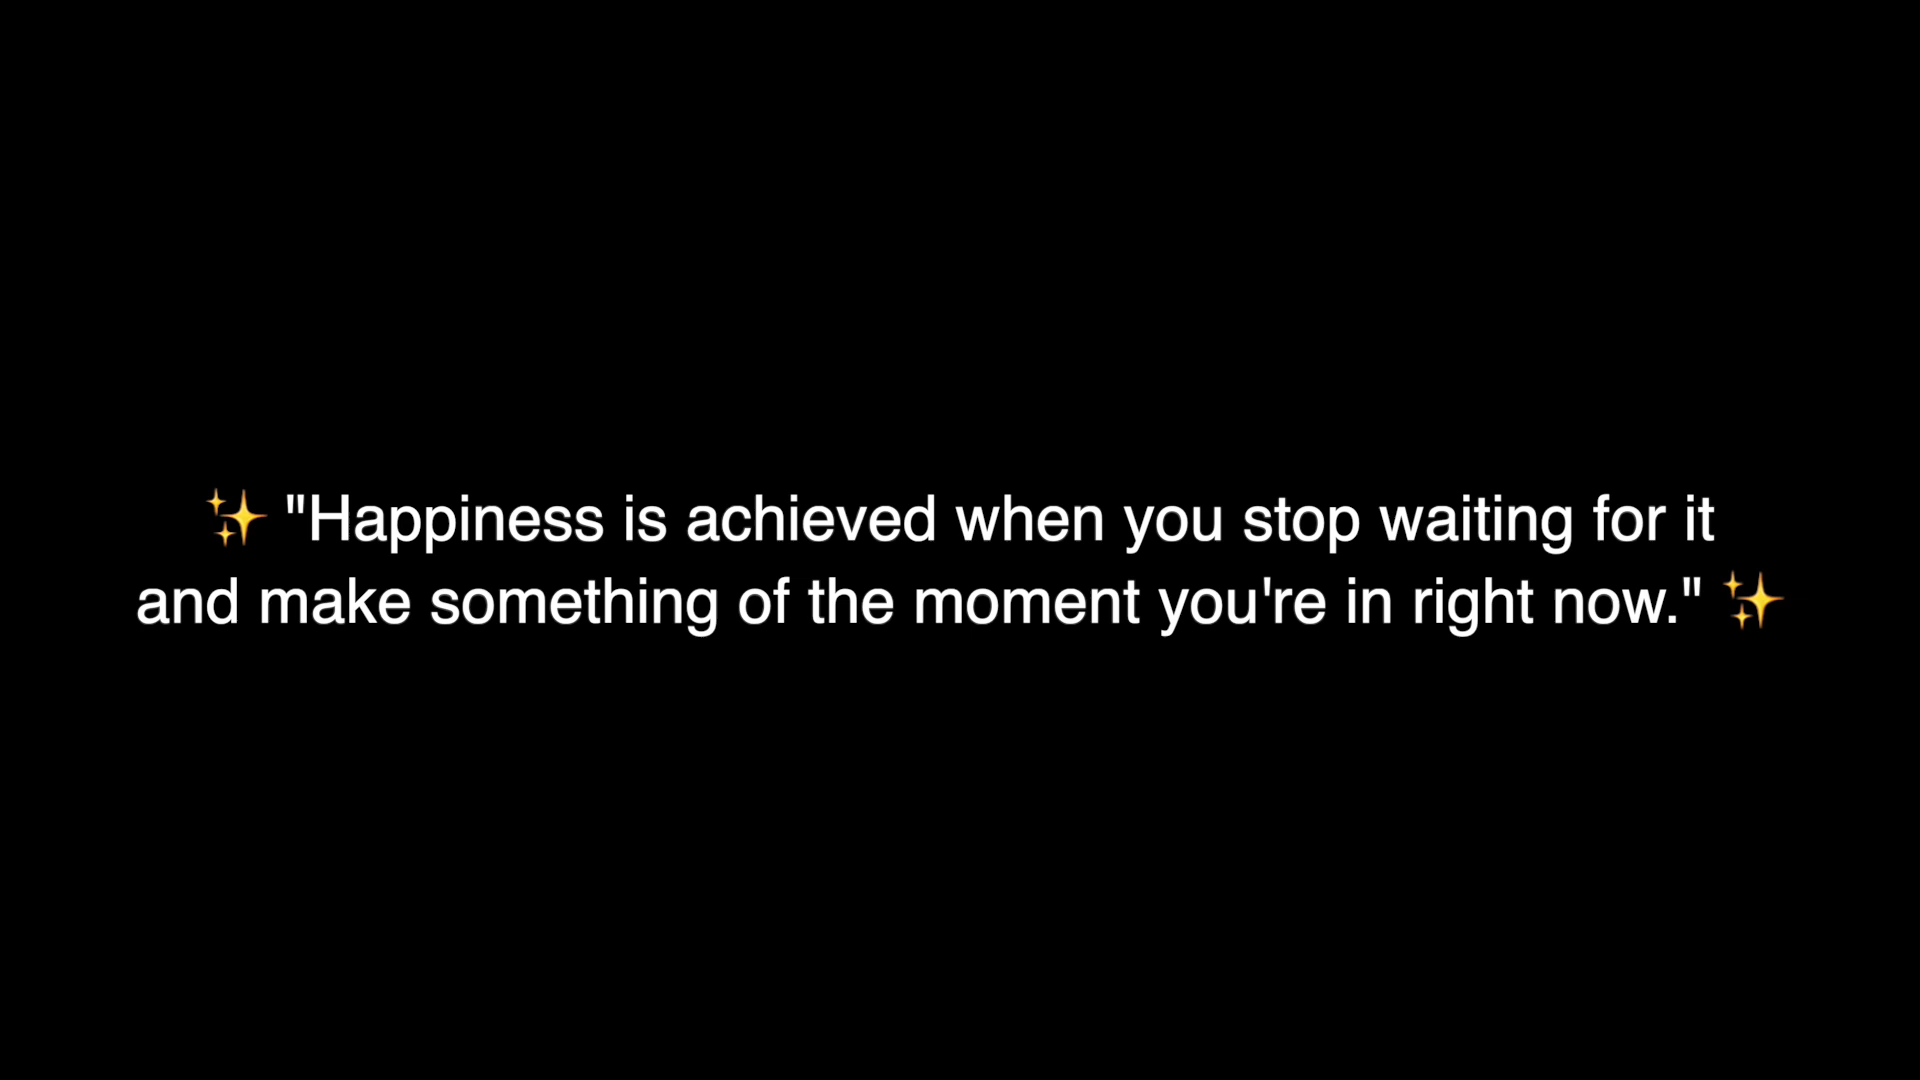 ✨ "Happiness is achieved when you stop waiting for it
and make something of the moment you're in right now." ✨